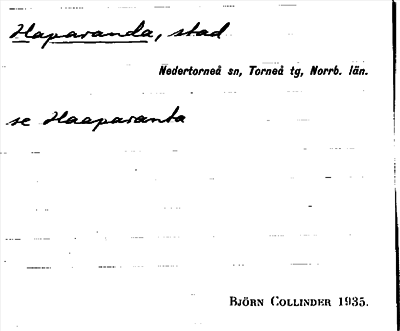 Haparanda, stad
Nedertorneå sn, Torneå tg, Norrb. län.
se Haaparanta
Björn Collinder 1935.